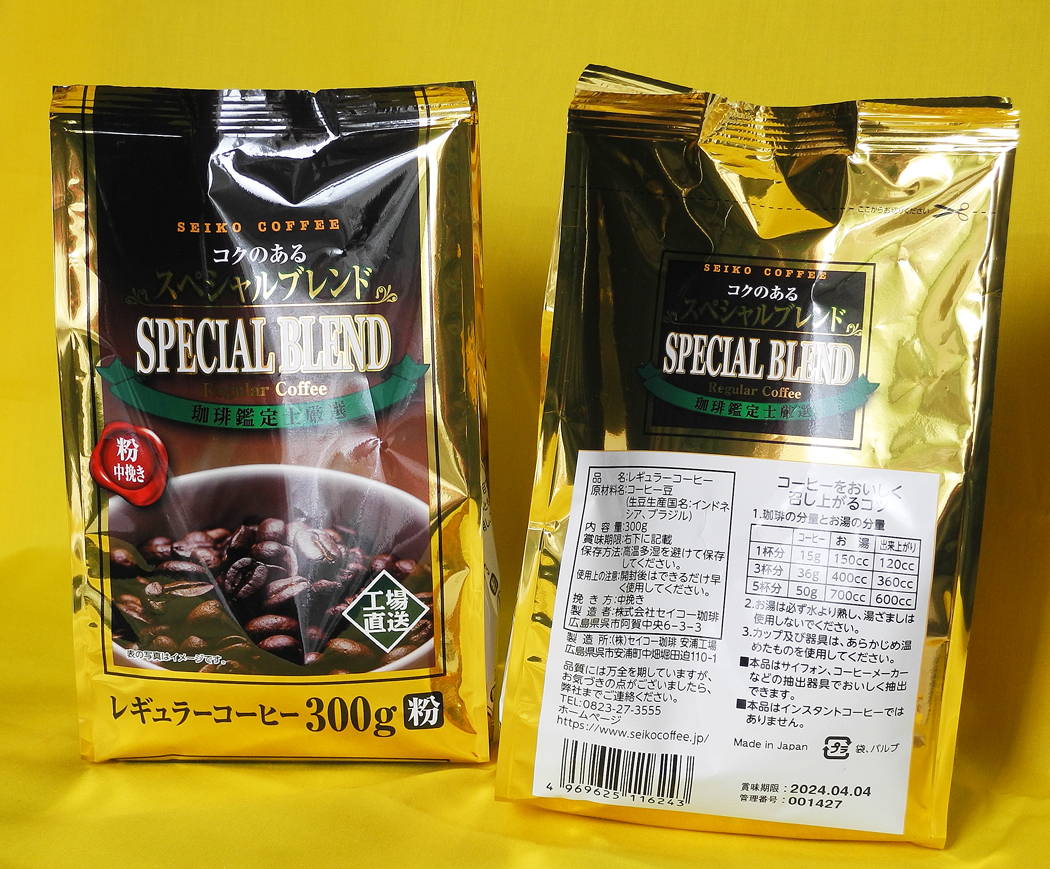 SEIKO COFFEE
コクのある
スペシャルブレンド
SPECIAL BLEND
Regular Coffee
珈琲鑑定士厳選
粉
中挽き
工場
直送
表の写真はイメージです。
レギュラーコーヒー 300g 粉
ここからお切りください
SEIKO COFFEE
コクのある
スペシャルブレンド
SPECIAL BLEND
Regular Coffee
珈琲鑑定士厳選
品 名:レギュラーコーヒー
原材料名:コーヒー豆
(生豆生産国名:インドネ
シア、ブラジル)
内 容 量:300g
賞味期限:右下に記載
保存方法:高温多湿を避けて保存
してください。
使用上の注意:開封後はできるだけ早
く使用してください。
挽 き 方:中挽き
製 造 者:株式会社セイコー珈琲
広島県呉市阿賀中央6-3-3
製 造 所:(株)セイコー珈琲 安浦工場
広島県呉市安浦町中畑堀田迫110-1
品質には万全を期していますが、
お気づきの点がございましたら、
弊社までご連絡ください。
TEL:0823-27-3555
ホームページ
https://www.seikocoffee.jp/
4 969625 116243
コーヒーをおいしく
召し上がるコツ
1.珈琲の分量とお湯の分量
コーヒー お 湯 出来上がり
1杯分 15g 150cc 120cc
3杯分 36g 400cc 360cc
5杯分 50g 700cc 600cc
2.お湯は必ず水より熱し、湯ざましは
使用しないでください。
3.カップ及び器具は、あらかじめ温
めたものを使用してください。
■本品はサイフォン、コーヒーメーカー
などの抽出器具でおいしく抽出
できます。
■本品はインスタントコーヒーでは
ありません。
Made in Japan プラ 袋、バルブ
賞味期限:2024.04.04
管理番号:001427